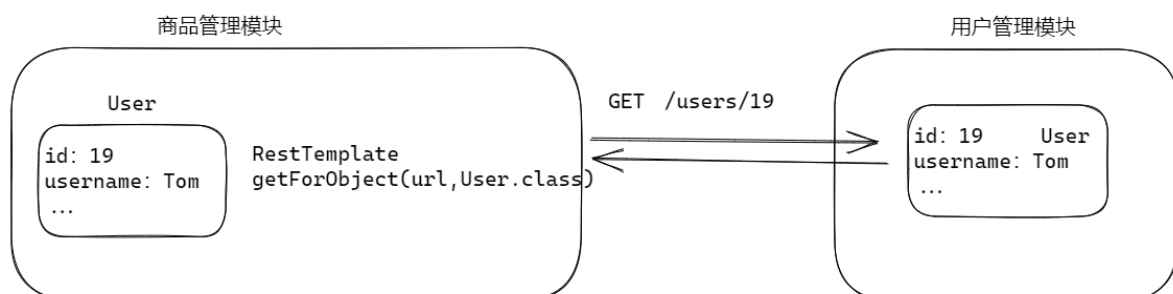 商品管理模块
用户管理模块
User
id: 19
username: Tom
...
RestTemplate
getForObject(url,User.class)
GET /users/19
id: 19 User
username: Tom
...